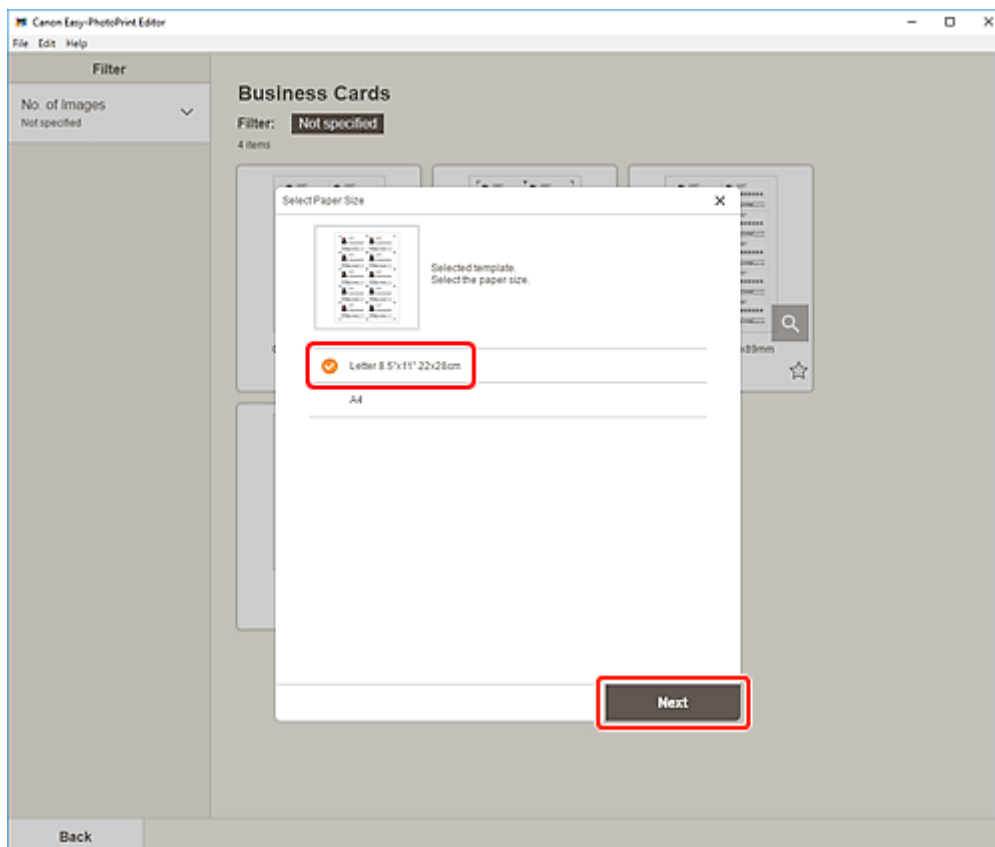 Canon Easy-PhotoPrint Editor
File Edit Help
Filter
No. of Images
Not specified
Business Cards
Filter: Not specified
4 items
Select Paper Size
Selected template.
Select the paper size.
Letter 8.5"x11" 22x28cm
A4
x89mm
Next
Back